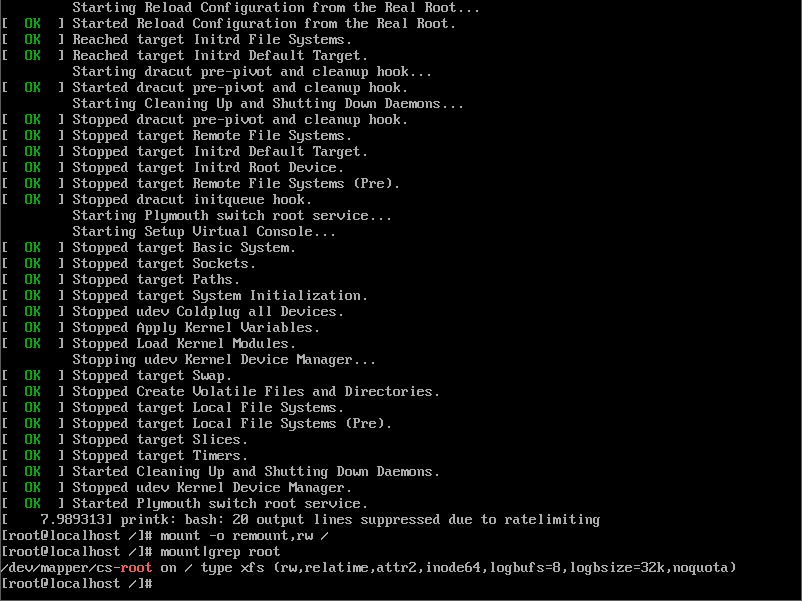 Starting Reload Configuration from the Real Root...
[  OK  ] Started Reload Configuration from the Real Root.
[  OK  ] Reached target Initrd File Systems.
[  OK  ] Reached target Initrd Default Target.
Starting dracut pre-pivot and cleanup hook...
[  OK  ] Started dracut pre-pivot and cleanup hook.
Starting Cleaning Up and Shutting Down Daemons...
[  OK  ] Stopped dracut pre-pivot and cleanup hook.
[  OK  ] Stopped target Remote File Systems.
[  OK  ] Stopped target Initrd Default Target.
[  OK  ] Stopped target Initrd Root Device.
[  OK  ] Stopped target Remote File Systems (Pre).
[  OK  ] Stopped dracut initqueue hook.
Starting Plymouth switch root service...
Starting Setup Virtual Console...
[  OK  ] Stopped target Basic System.
[  OK  ] Stopped target Sockets.
[  OK  ] Stopped target Paths.
[  OK  ] Stopped target System Initialization.
[  OK  ] Stopped udev Coldplug all Devices.
[  OK  ] Stopped Apply Kernel Variables.
[  OK  ] Stopped Load Kernel Modules.
Stopping udev Kernel Device Manager...
[  OK  ] Stopped target Swap.
[  OK  ] Stopped Create Volatile Files and Directories.
[  OK  ] Stopped target Local File Systems.
[  OK  ] Stopped target Local File Systems (Pre).
[  OK  ] Stopped target Slices.
[  OK  ] Stopped target Timers.
[  OK  ] Started Cleaning Up and Shutting Down Daemons.
[  OK  ] Stopped udev Kernel Device Manager.
[  OK  ] Started Plymouth switch root service.
[    7.989313] printk: bash: 20 output lines suppressed due to ratelimiting
[root@localhost /]# mount -o remount,rw /
[root@localhost /]# mount|grep root
/dev/mapper/cs-root on / type xfs (rw,relatime,attr2,inode64,logbufs=8,logbsize=32k,noquota)
[root@localhost /]#